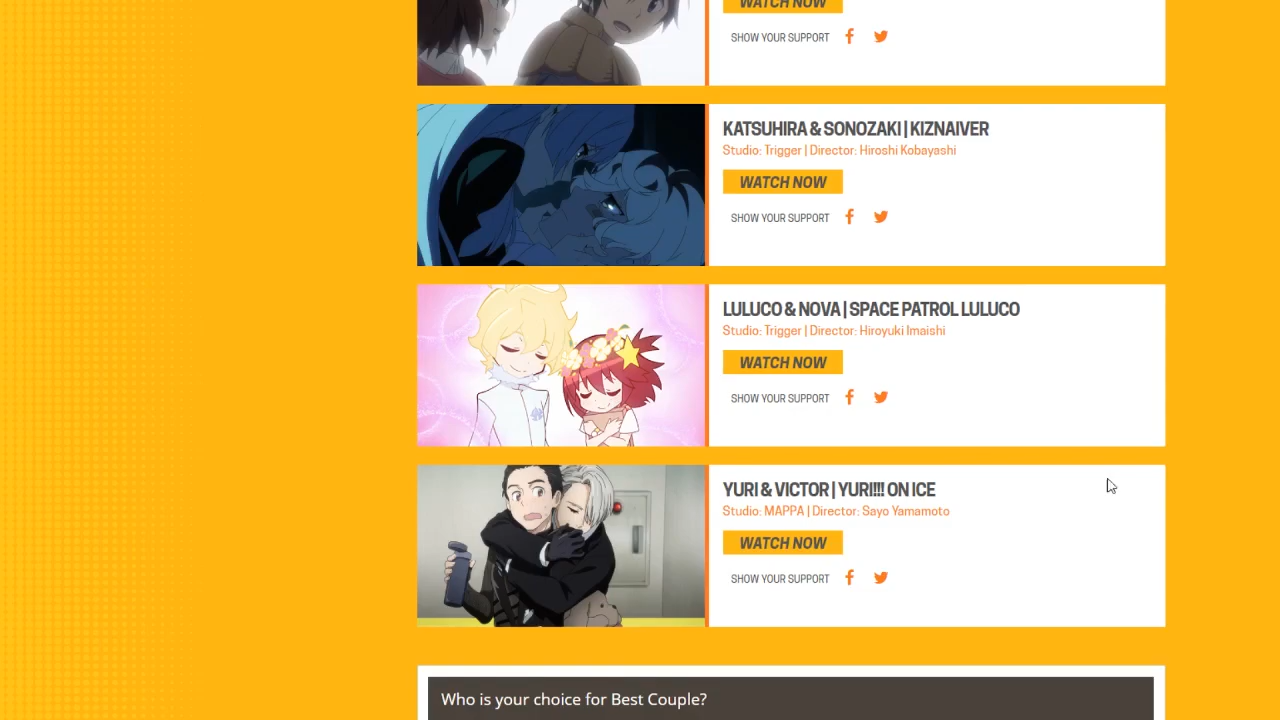 WATCH NOW
SHOW YOUR SUPPORT
KATSUHIRA & SONOZAKI | KIZNAIVER
Studio: Trigger | Director: Hiroshi Kobayashi
WATCH NOW
SHOW YOUR SUPPORT
LULUCO & NOVA | SPACE PATROL LULUCO
Studio: Trigger | Director: Hiroyuki Imaishi
WATCH NOW
SHOW YOUR SUPPORT
YURI & VICTOR | YURI!!! ON ICE
Studio: MAPPA | Director: Sayo Yamamoto
WATCH NOW
SHOW YOUR SUPPORT
Who is your choice for Best Couple?